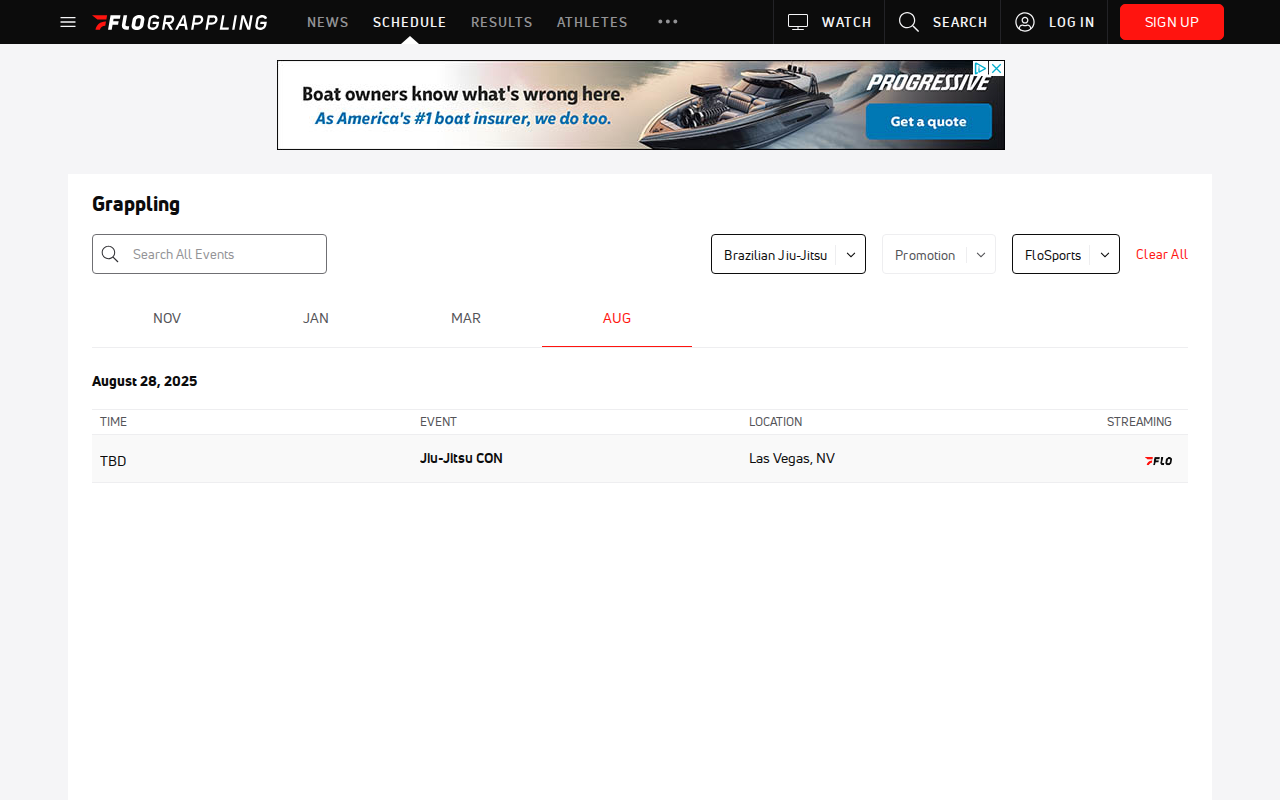 FLOGRAPPLING NEWS SCHEDULE RESULTS ATHLETES WATCH SEARCH LOG IN SIGN UP
Boat owners know what's wrong here.
As America's #1 boat insurer, we do too.
PROGRESSIVE
Get a quote
Grappling
Search All Events
Brazilian Jiu-Jitsu
Promotion
FloSports
Clear All
NOV JAN MAR AUG
August 28, 2025
TIME EVENT LOCATION STREAMING
TBD Jiu-Jitsu CON Las Vegas, NV FLO